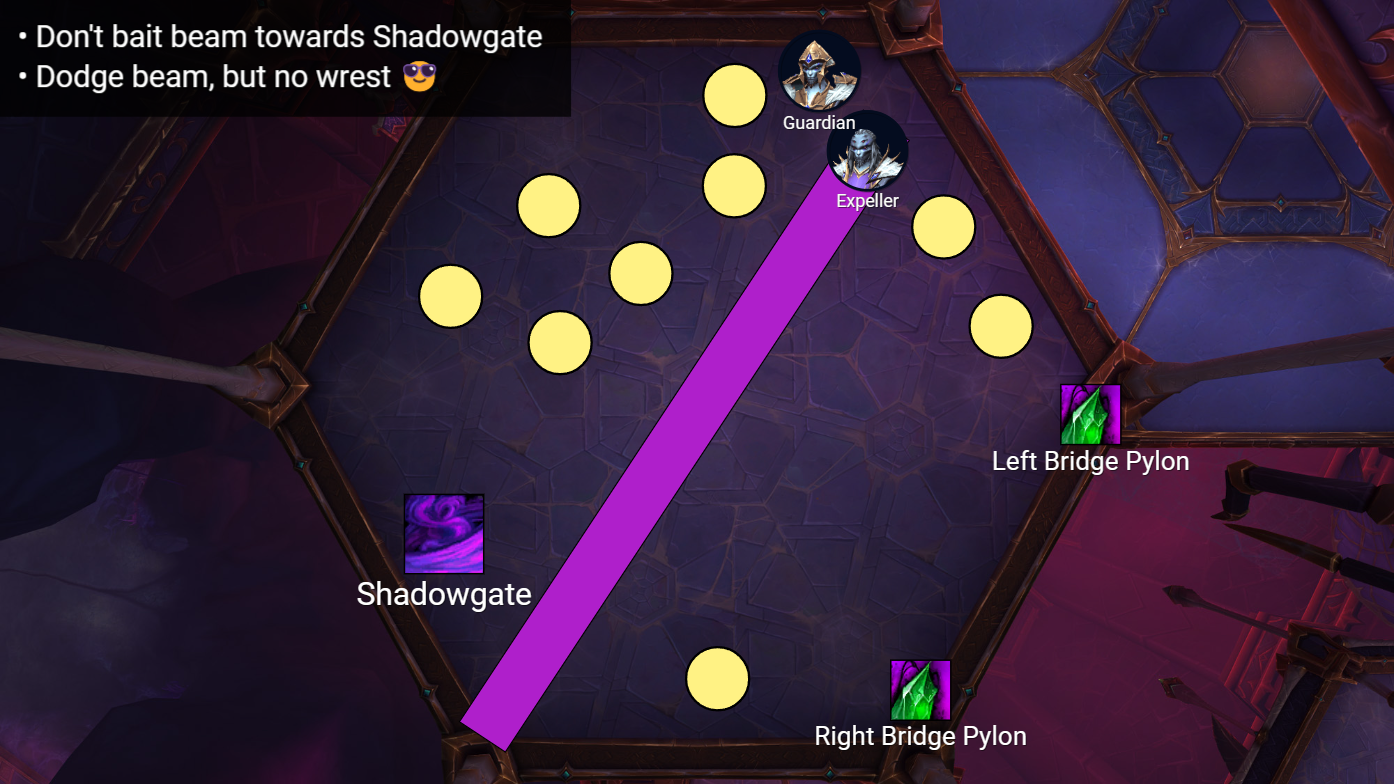 • Don't bait beam towards Shadowgate
• Dodge beam, but no wrest 😎
Guardian
Expeller
Left Bridge Pylon
Shadowgate
Right Bridge Pylon